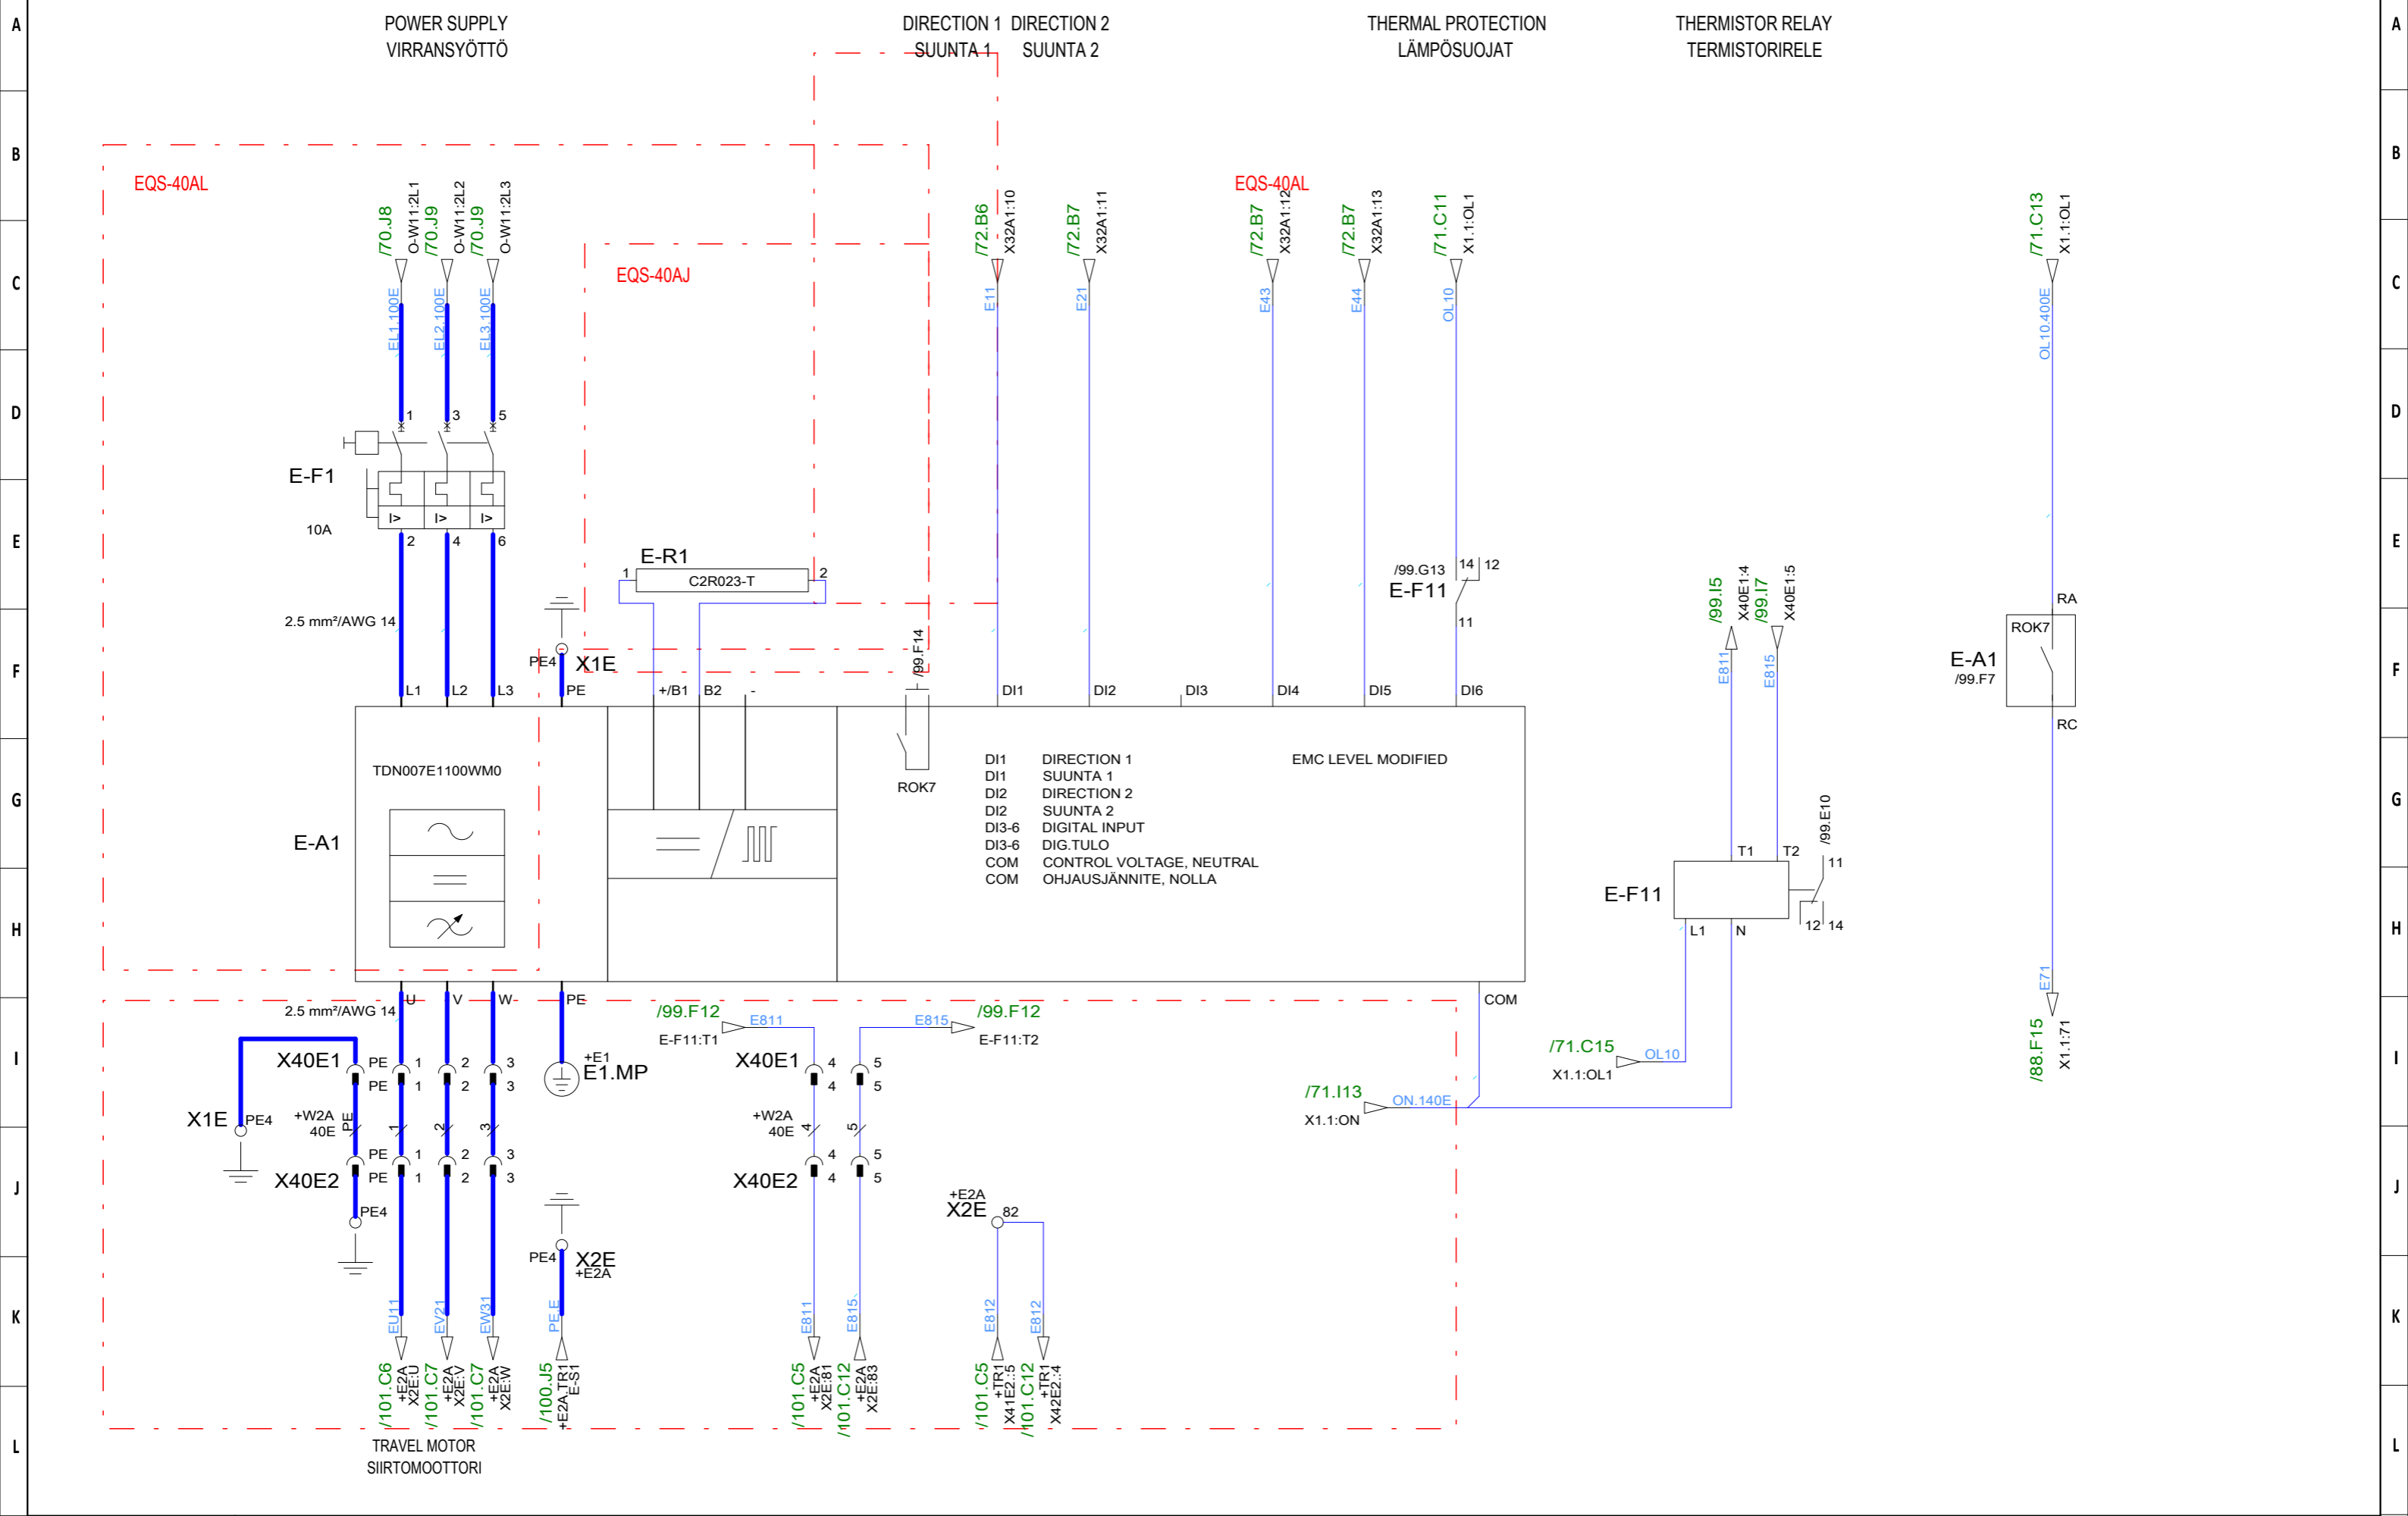 A
POWER SUPPLY
VIRRANSYÖTTÖ
DIRECTION 1 DIRECTION 2
SUUNTA 1 SUUNTA 2
THERMAL PROTECTION
LÄMPÖSUOJAT
THERMISTOR RELAY
TERMISTORIRELE
A
B
B
EQS-40AL
EQS-40AL
/70.J8
O-W11:2L1
/70.J9
O-W11:2L2
/70.J9
O-W11:2L3
/72.B6
X32A1:10
/72.B7
X32A1:11
/72.B7
X32A1:12
/72.B7
X32A1:13
/71.C11
X1.1:OL1
/71.C13
X1.1:OL1
C
C
EQS-40AJ
EL1.100E
EL2.100E
EL3.100E
E11
E21
E43
E44
OL10
OL10.400E
D
D
1 3 5
E-F1
I> I> I>
10A
2 4 6
E
E
E-R1
1 C2R023-T 2
/99.G13
14 12
E-F11
11
/99.I5
X40E1:4
/99.I7
X40E1:5
RA
ROK7
E-A1
/99.F7
RC
2.5 mm²/AWG 14
F
F
PE4 X1E
/99.F14
E811
E815
L1 L2 L3 PE +/B1 B2 -
DI1 DI2 DI3 DI4 DI5 DI6
TDN007E1100WM0
ROK7
DI1 DIRECTION 1
DI1 SUUNTA 1
DI2 DIRECTION 2
DI2 SUUNTA 2
DI3-6 DIGITAL INPUT
DI3-6 DIG.TULO
COM CONTROL VOLTAGE, NEUTRAL
COM OHJAUSJÄNNITE, NOLLA
EMC LEVEL MODIFIED
G
G
E-A1
/99.E10
T1 T2 11
E-F11
12 14
L1 N
H
H
U V W PE
COM
2.5 mm²/AWG 14
/99.F12
E811
E-F11:T1
E815
/99.F12
E-F11:T2
E71
/88.F15
X1.1:71
I
I
X40E1 PE 1 2 3
PE 1 2 3
+E1
E1.MP
X40E1 4 5
4 5
/71.C15
OL10
X1.1:OL1
/71.I13
ON.140E
X1.1:ON
X1E PE4
+W2A
40E
PE 1 2 3
+W2A
40E
4 5
J
J
PE 1 2 3
X40E2 PE 1 2 3
4 5
X40E2 4 5
PE4
+E2A
X2E 82
PE4 X2E
+E2A
K
K
EU11
EV21
EW31
PE.E
E811
E815
E812
E812
/101.C6
+E2A
X2E:U
/101.C7
+E2A
X2E:V
/101.C7
+E2A
X2E:W
/100.J5
+E2A.TR1
E-S1
/101.C5
+E2A
X2E:81
/101.C12
+E2A
X2E:83
/101.C5
+TR1
X41E2.:5
/101.C12
+TR1
X42E2.:4
L
L
TRAVEL MOTOR
SIIRTOMOOTTORI